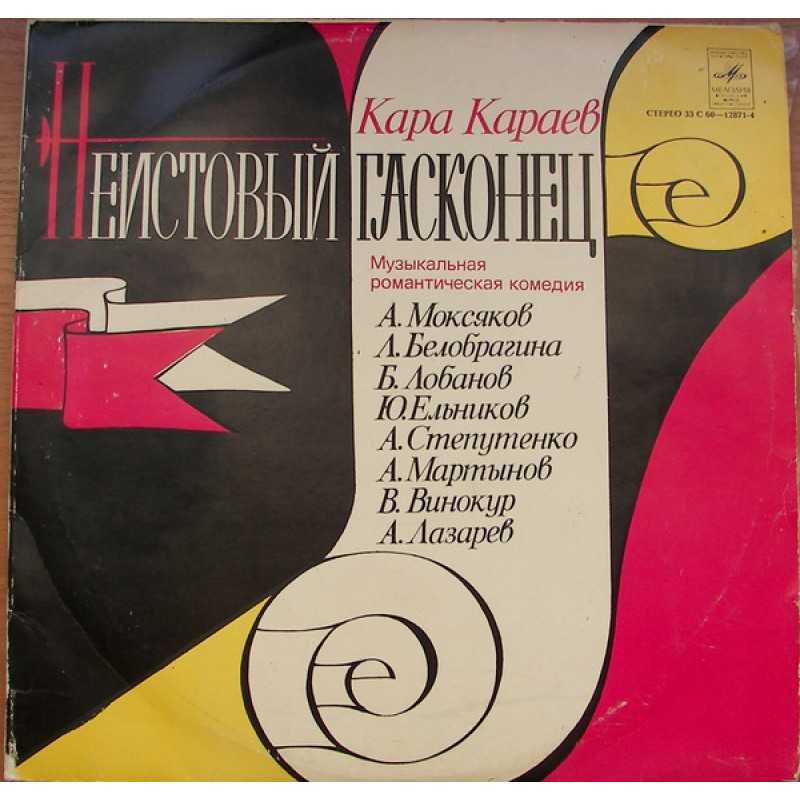 МЕЛОДИЯ
СТЕРЕО 33 С 60—12871-4
Кара Караев
НЕИСТОВЫЙ ГАСКОНЕЦ
Музыкальная
романтическая комедия
А. Моксяков
Л. Белобрагина
Б. Лобанов
Ю. Ельников
А. Степутенко
А. Мартынов
В. Винокур
А. Лазарев